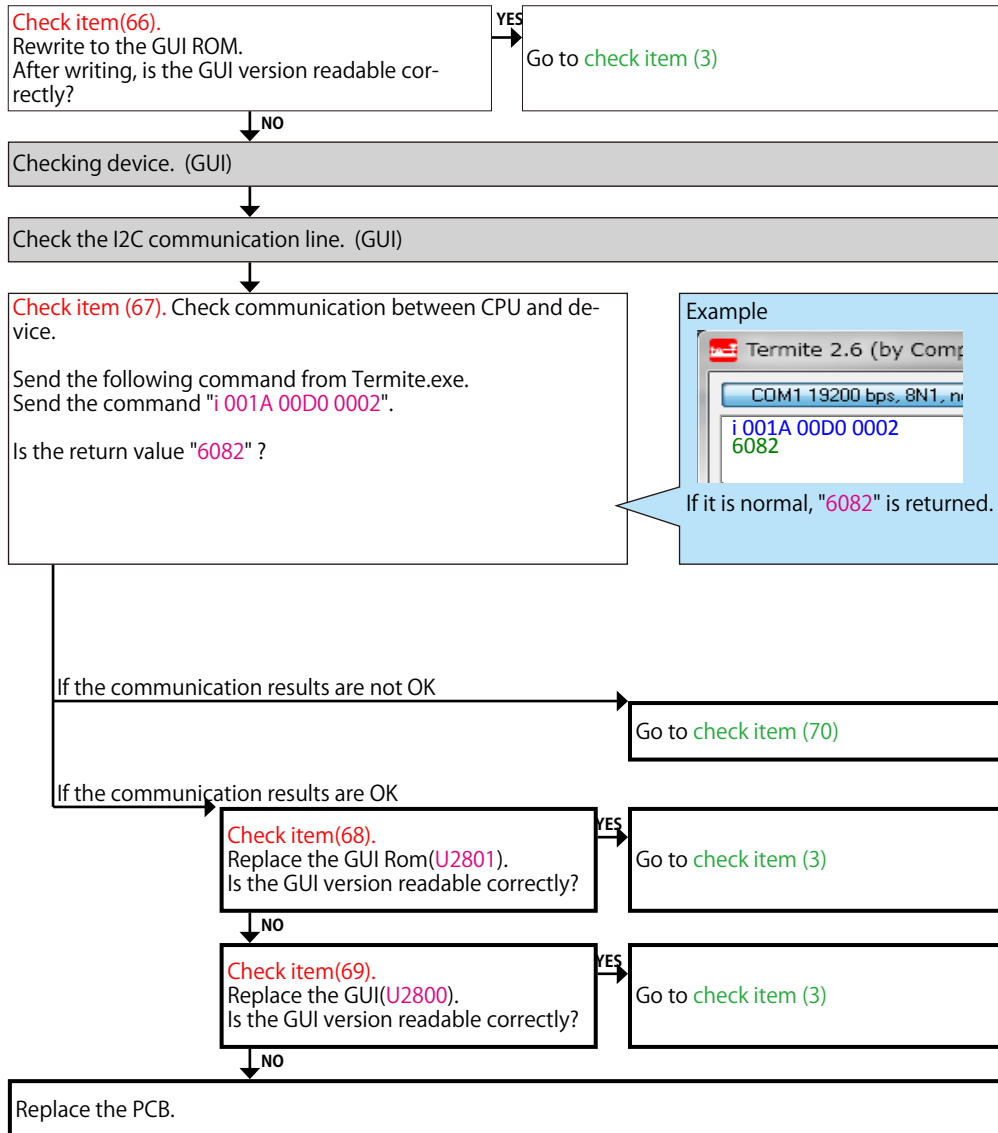 Check item(66).
YES
Rewrite to the GUI ROM.
After writing, is the GUI version readable cor-
rectly?
Go to check item (3)
NO
Checking device. (GUI)
Check the I2C communication line. (GUI)
Check item (67). Check communication between CPU and de-
vice.
Send the following command from Termite.exe.
Send the command "i 001A 00D0 0002".
Is the return value "6082" ?
Example
Termite 2.6 (by Comp
COM1 19200 bps, 8N1, n
i 001A 00D0 0002
6082
If it is normal, "6082" is returned.
If the communication results are not OK
Go to check item (70)
If the communication results are OK
Check item(68).
Replace the GUI Rom(U2801).
Is the GUI version readable correctly?
YES
Go to check item (3)
NO
Check item(69).
Replace the GUI(U2800).
Is the GUI version readable correctly?
YES
Go to check item (3)
NO
Replace the PCB.